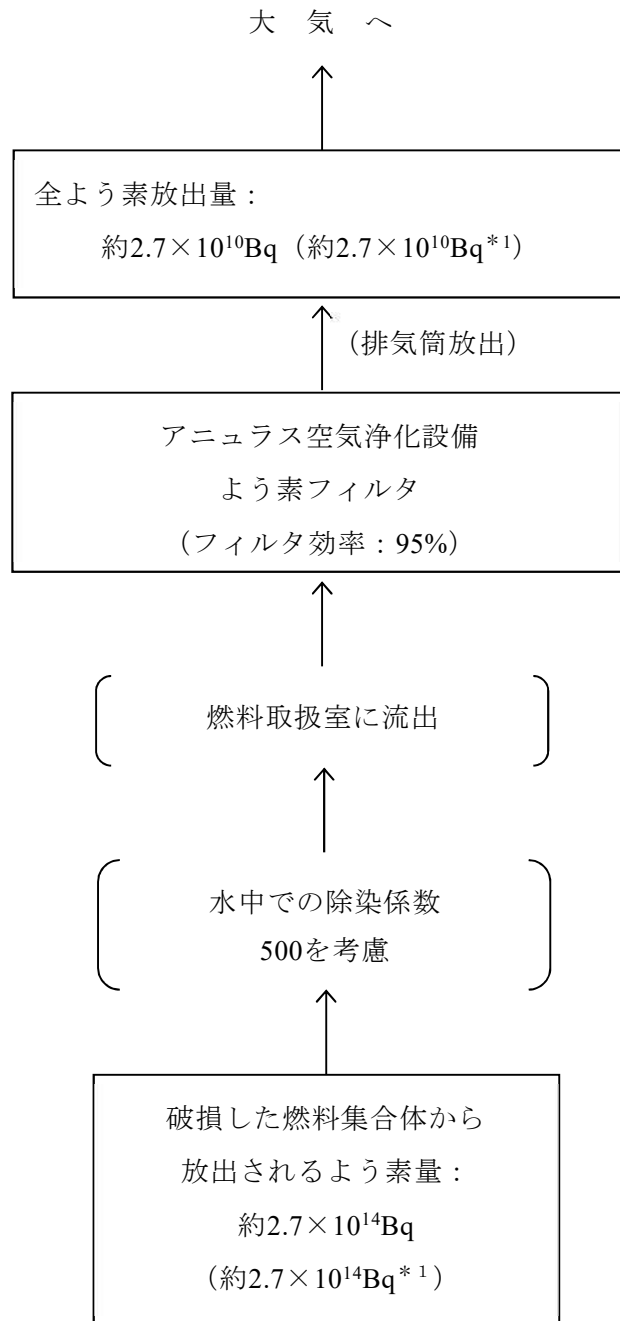 大 気 へ
全よう素放出量：
約2.7×10¹⁰Bq（約2.7×10¹⁰Bq*¹）
（排気筒放出）
アニュラス空気浄化設備
よう素フィルタ
（フィルタ効率：95%）
燃料取扱室に流出
水中での除染係数
500を考慮
破損した燃料集合体から
放出されるよう素量：
約2.7×10¹⁴Bq
（約2.7×10¹⁴Bq*¹）